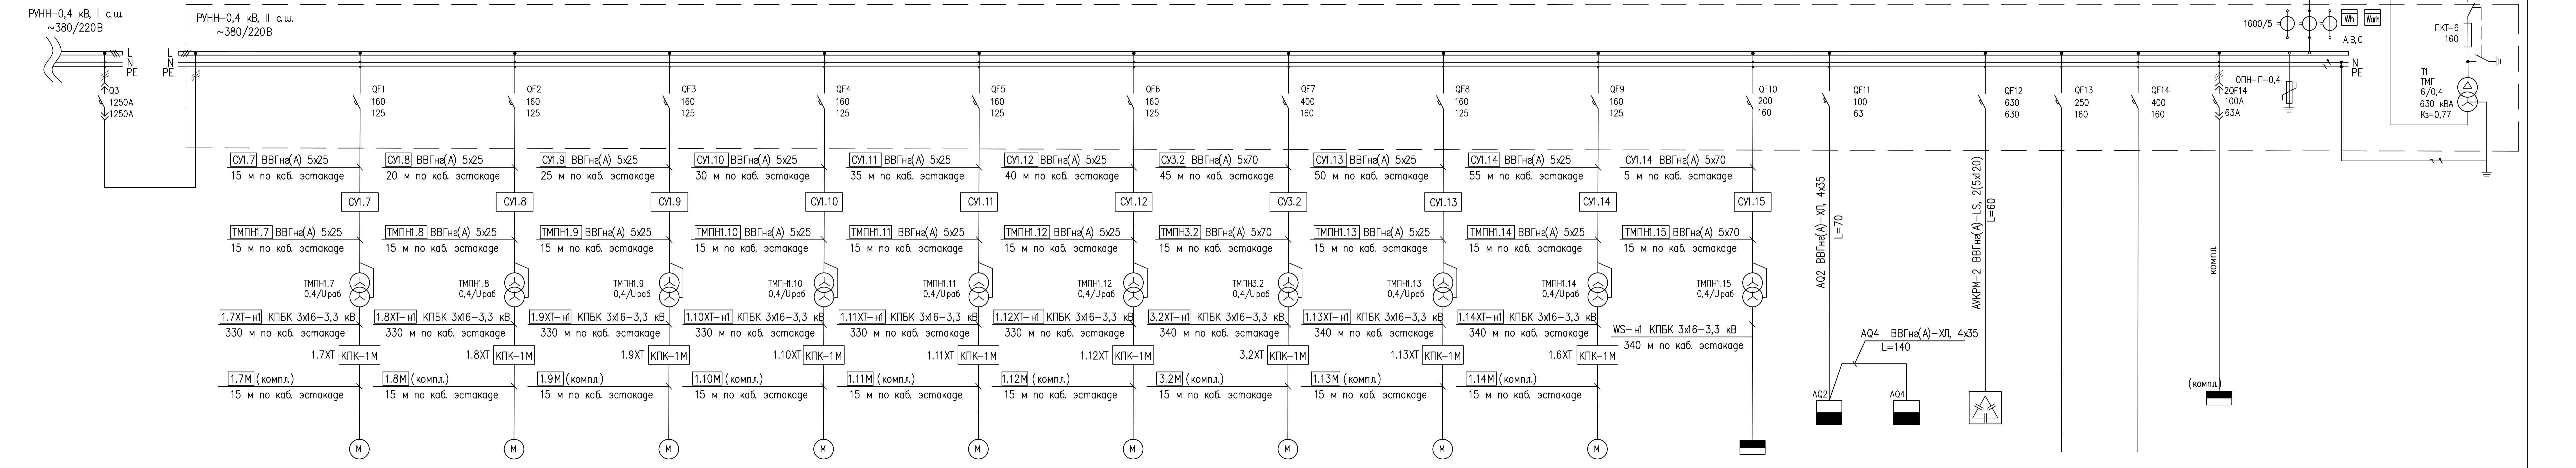 РУНН-0,4 кВ, I с.ш.
~380/220В
L
N
PE
Q3
1250А
1250А
РУНН-0,4 кВ, II с.ш.
~380/220В
L
N
PE
QF1
160
125
QF2
160
125
QF3
160
125
QF4
160
125
QF5
160
125
QF6
160
125
QF7
400
160
QF8
160
125
QF9
160
125
QF10
200
160
QF11
100
63
QF12
630
630
QF13
250
160
QF14
400
160
2QF14
100А
63А
1600/5
Wh
Warh
А,В,С
N
PE
ОПН-П-0,4
ПКТ-6
160
Т1
ТМГ
6/0,4
630 кВА
Кз=0,77
СУ1.7 ВВГнг(А) 5х25
15 м по каб. эстакаде
СУ1.8 ВВГнг(А) 5х25
20 м по каб. эстакаде
СУ1.9 ВВГнг(А) 5х25
25 м по каб. эстакаде
СУ1.10 ВВГнг(А) 5х25
30 м по каб. эстакаде
СУ1.11 ВВГнг(А) 5х25
35 м по каб. эстакаде
СУ1.12 ВВГнг(А) 5х25
40 м по каб. эстакаде
СУ3.2 ВВГнг(А) 5х70
45 м по каб. эстакаде
СУ1.13 ВВГнг(А) 5х25
50 м по каб. эстакаде
СУ1.14 ВВГнг(А) 5х25
55 м по каб. эстакаде
СУ1.14 ВВГнг(А) 5х70
5 м по каб. эстакаде
СУ1.7
СУ1.8
СУ1.9
СУ1.10
СУ1.11
СУ1.12
СУ3.2
СУ1.13
СУ1.14
СУ1.15
ТМПН1.7 ВВГнг(А) 5х25
15 м по каб. эстакаде
ТМПН1.8 ВВГнг(А) 5х25
15 м по каб. эстакаде
ТМПН1.9 ВВГнг(А) 5х25
15 м по каб. эстакаде
ТМПН1.10 ВВГнг(А) 5х25
15 м по каб. эстакаде
ТМПН1.11 ВВГнг(А) 5х25
15 м по каб. эстакаде
ТМПН1.12 ВВГнг(А) 5х25
15 м по каб. эстакаде
ТМПН3.2 ВВГнг(А) 5х70
15 м по каб. эстакаде
ТМПН1.13 ВВГнг(А) 5х25
15 м по каб. эстакаде
ТМПН1.14 ВВГнг(А) 5х25
15 м по каб. эстакаде
ТМПН1.15 ВВГнг(А) 5х70
15 м по каб. эстакаде
ТМПН1.7
0,4/Uраб
ТМПН1.8
0,4/Uраб
ТМПН1.9
0,4/Uраб
ТМПН1.10
0,4/Uраб
ТМПН1.11
0,4/Uраб
ТМПН1.12
0,4/Uраб
ТМПН3.2
0,4/Uраб
ТМПН1.13
0,4/Uраб
ТМПН1.14
0,4/Uраб
ТМПН1.15
0,4/Uраб
1.7ХТ-н1 КПБК 3х16-3,3 кВ
330 м по каб. эстакаде
1.8ХТ-н1 КПБК 3х16-3,3 кВ
330 м по каб. эстакаде
1.9ХТ-н1 КПБК 3х16-3,3 кВ
330 м по каб. эстакаде
1.10ХТ-н1 КПБК 3х16-3,3 кВ
330 м по каб. эстакаде
1.11ХТ-н1 КПБК 3х16-3,3 кВ
330 м по каб. эстакаде
1.12ХТ-н1 КПБК 3х16-3,3 кВ
330 м по каб. эстакаде
3.2ХТ-н1 КПБК 3х16-3,3 кВ
340 м по каб. эстакаде
1.13ХТ-н1 КПБК 3х16-3,3 кВ
340 м по каб. эстакаде
1.14ХТ-н1 КПБК 3х16-3,3 кВ
340 м по каб. эстакаде
WS-н1 КПБК 3х16-3,3 кВ
340 м по каб. эстакаде
1.7ХТ КПК-1М
1.8ХТ КПК-1М
1.9ХТ КПК-1М
1.10ХТ КПК-1М
1.11ХТ КПК-1М
1.12ХТ КПК-1М
3.2ХТ КПК-1М
1.13ХТ КПК-1М
1.6ХТ КПК-1М
1.7М (компл.)
15 м по каб. эстакаде
1.8М (компл.)
15 м по каб. эстакаде
1.9М (компл.)
15 м по каб. эстакаде
1.10М (компл.)
15 м по каб. эстакаде
1.11М (компл.)
15 м по каб. эстакаде
1.12М (компл.)
15 м по каб. эстакаде
3.2М (компл.)
15 м по каб. эстакаде
1.13М (компл.)
15 м по каб. эстакаде
1.14М (компл.)
15 м по каб. эстакаде
М
М
М
М
М
М
М
М
М
AQ2 ВВГнг(А)-ХЛ, 4х35
L=70
AQ4 ВВГнг(А)-ХЛ, 4х35
L=140
AQ2
AQ4
АУКРМ-2 ВВГнг(А)-LS, 2(5х120)
L=60
компл.
(компл.)